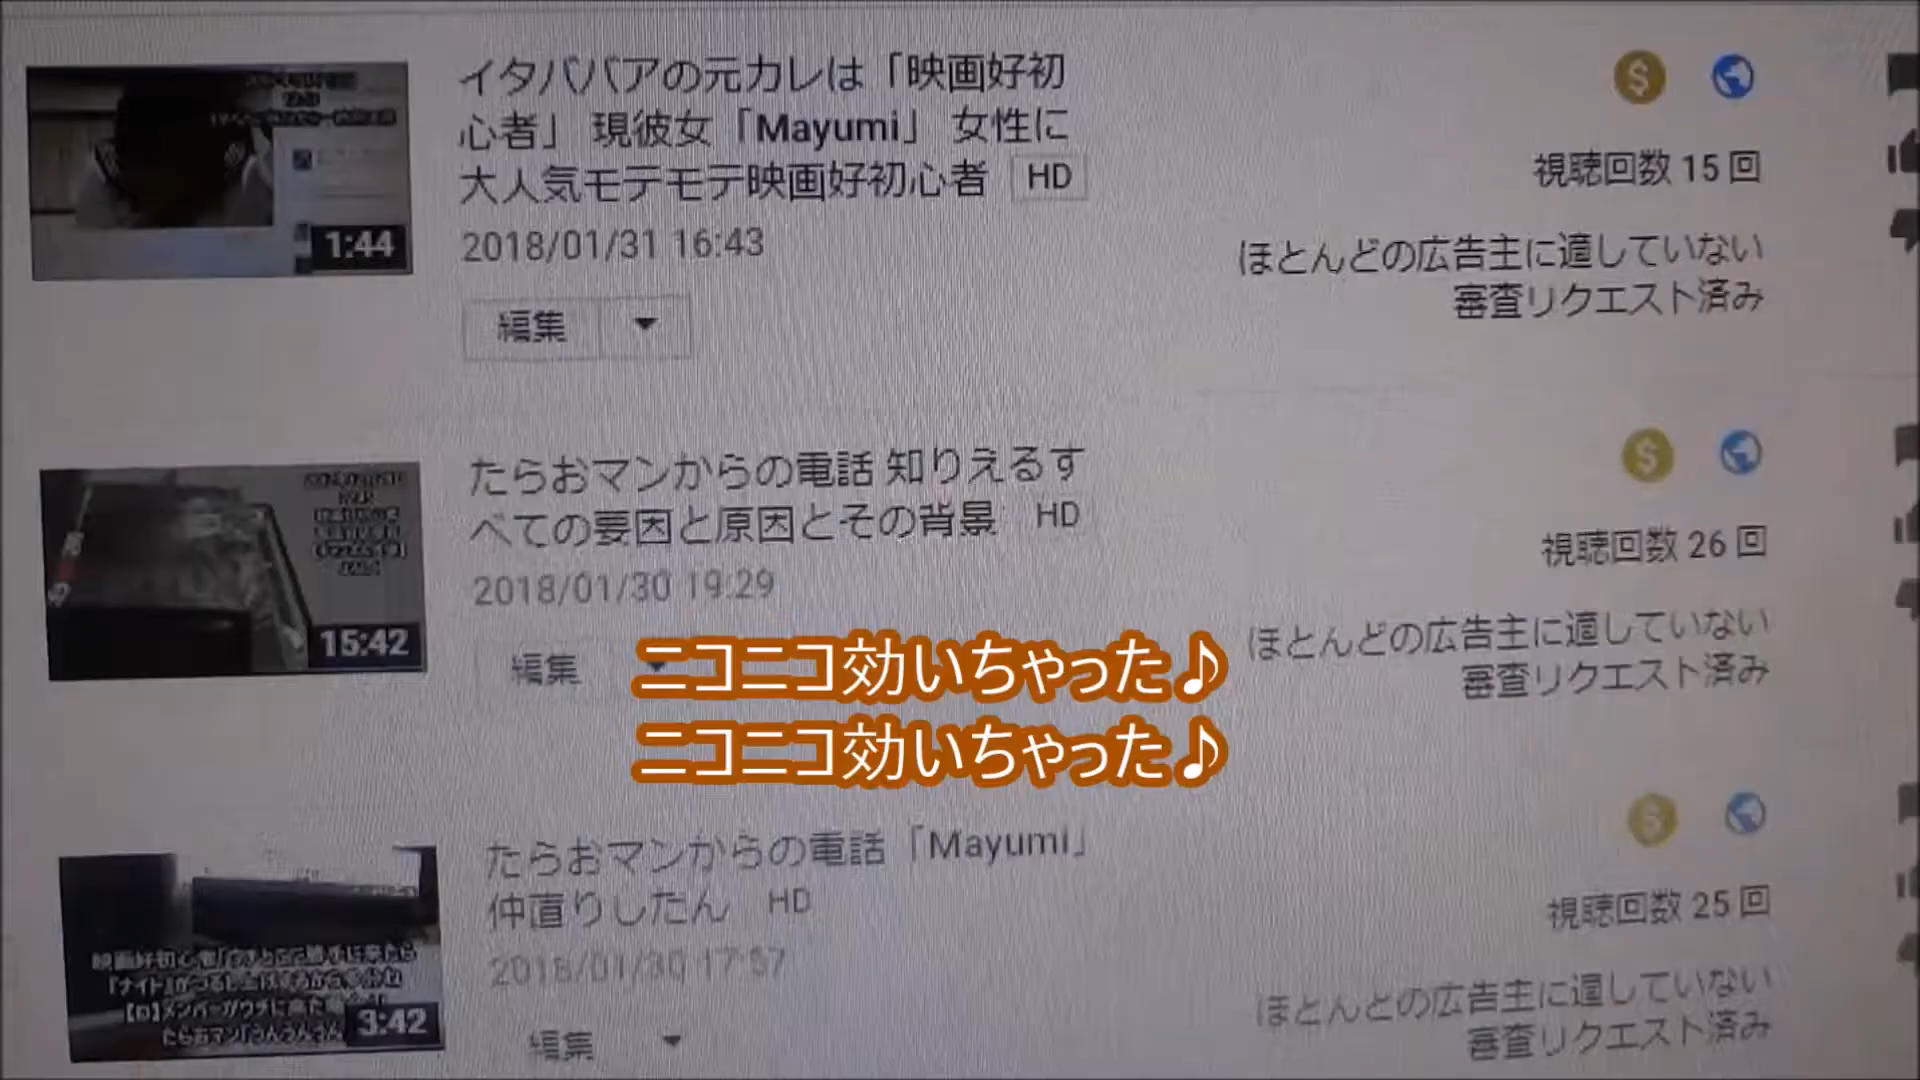 イタババアの元カレは「映画好初
心者」 現彼女「Mayumi」 女性に
大人気モテモテ映画好初心者 HD
2018/01/31 16:43
1:44
編集
視聴回数 15 回
ほとんどの広告主に適していない
審査リクエスト済み
たらおマンからの電話 知りえるす
べての要因と原因とその背景 HD
2018/01/30 19:29
15:42
編集
視聴回数 26 回
ほとんどの広告主に適していない
審査リクエスト済み
ニコニコ効いちゃった♪
ニコニコ効いちゃった♪
たらおマンからの電話「Mayumi」
仲直りしたん HD
2018/01/30 17:57
3:42
編集
視聴回数 25 回
ほとんどの広告主に適していない
審査リクエスト済み